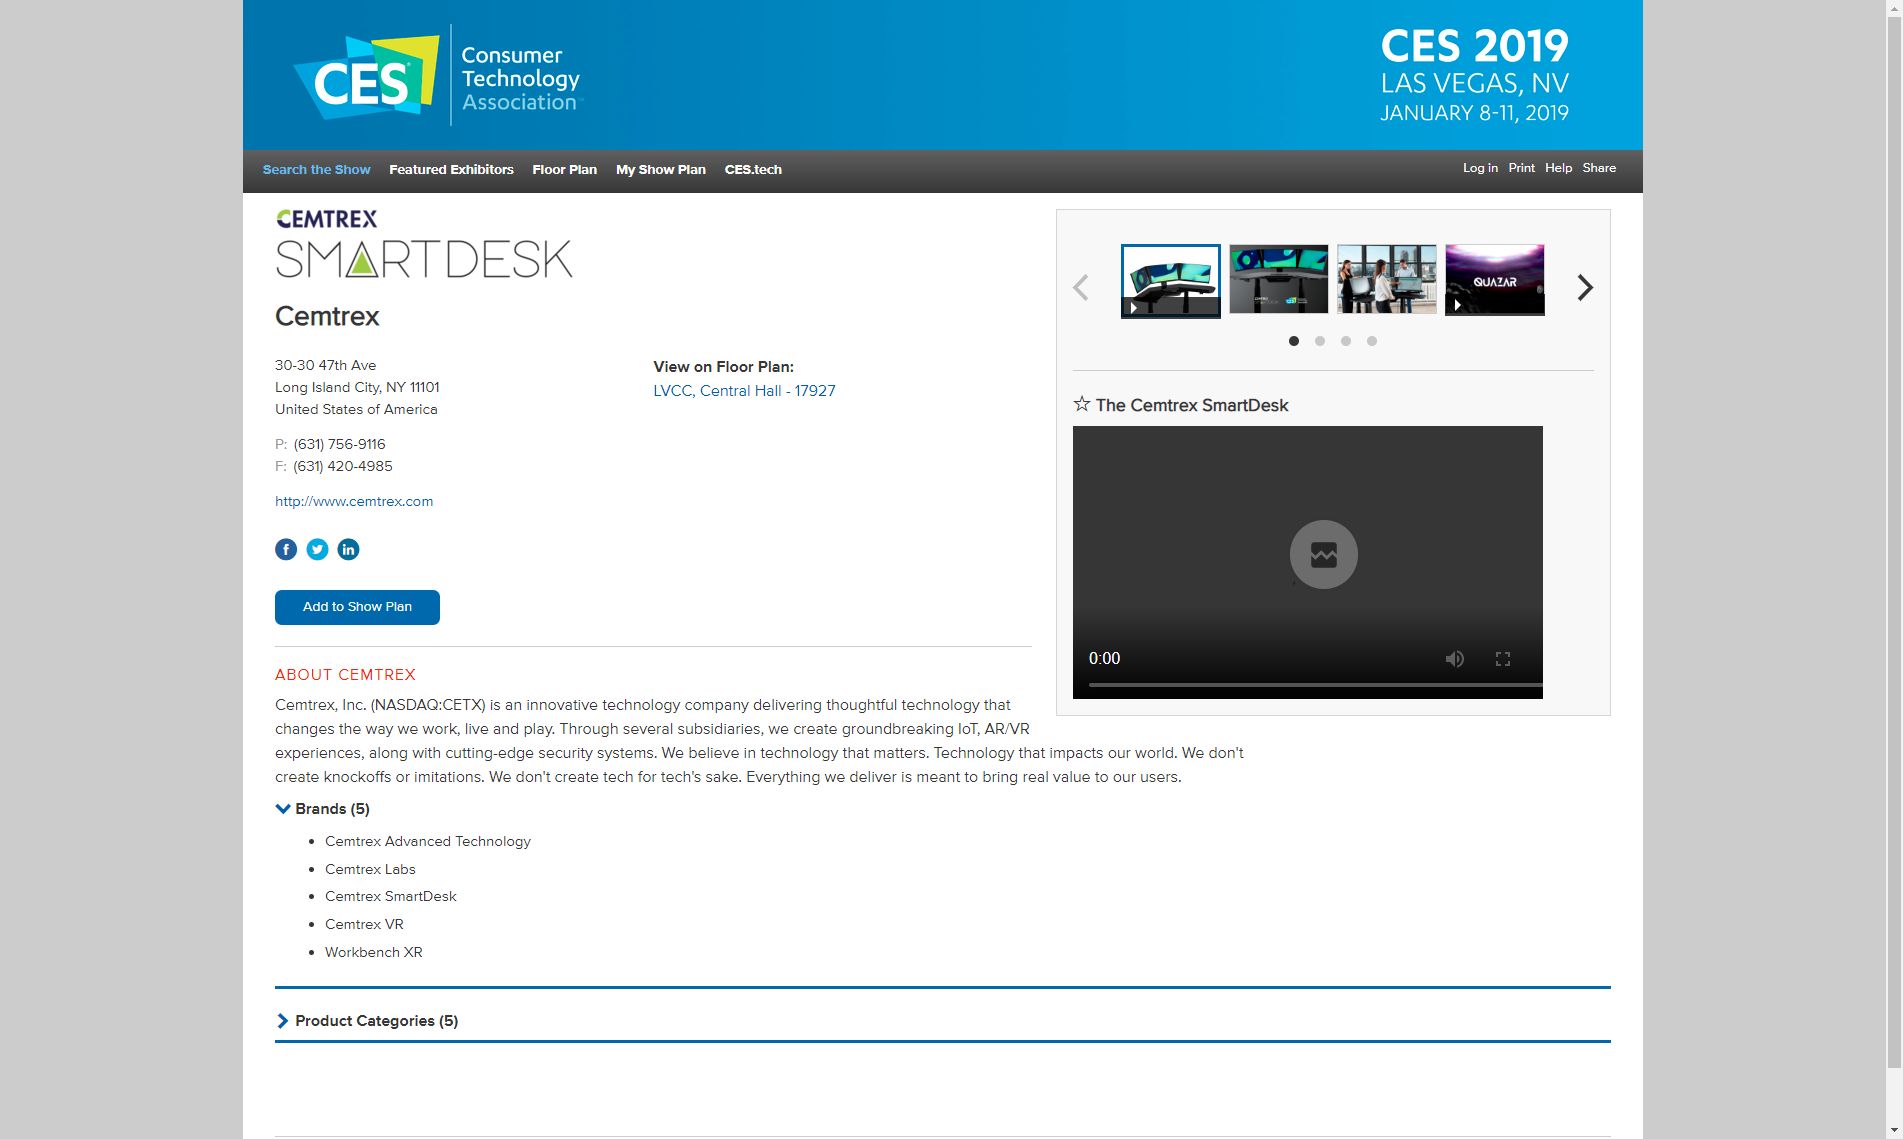 CES
Consumer
Technology
Association
CES 2019
LAS VEGAS, NV
JANUARY 8-11, 2019
Search the Show Featured Exhibitors Floor Plan My Show Plan CES.tech
Log in Print Help Share
CEMTREX
SMARTDESK
Cemtrex
30-30 47th Ave
Long Island City, NY 11101
United States of America
P: (631) 756-9116
F: (631) 420-4985
http://www.cemtrex.com
View on Floor Plan:
LVCC, Central Hall - 17927
Add to Show Plan
QUAZAR
☆ The Cemtrex SmartDesk
0:00
ABOUT CEMTREX
Cemtrex, Inc. (NASDAQ:CETX) is an innovative technology company delivering thoughtful technology that
changes the way we work, live and play. Through several subsidiaries, we create groundbreaking IoT, AR/VR
experiences, along with cutting-edge security systems. We believe in technology that matters. Technology that impacts our world. We don't
create knockoffs or imitations. We don't create tech for tech's sake. Everything we deliver is meant to bring real value to our users.
Brands (5)
• Cemtrex Advanced Technology
• Cemtrex Labs
• Cemtrex SmartDesk
• Cemtrex VR
• Workbench XR
Product Categories (5)